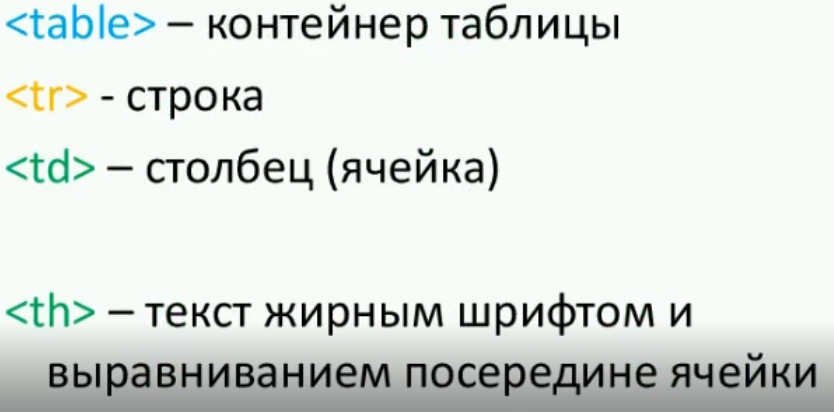 <table> – контейнер таблицы
<tr> - строка
<td> – столбец (ячейка)
<th> – текст жирным шрифтом и
выравниванием посередине ячейки